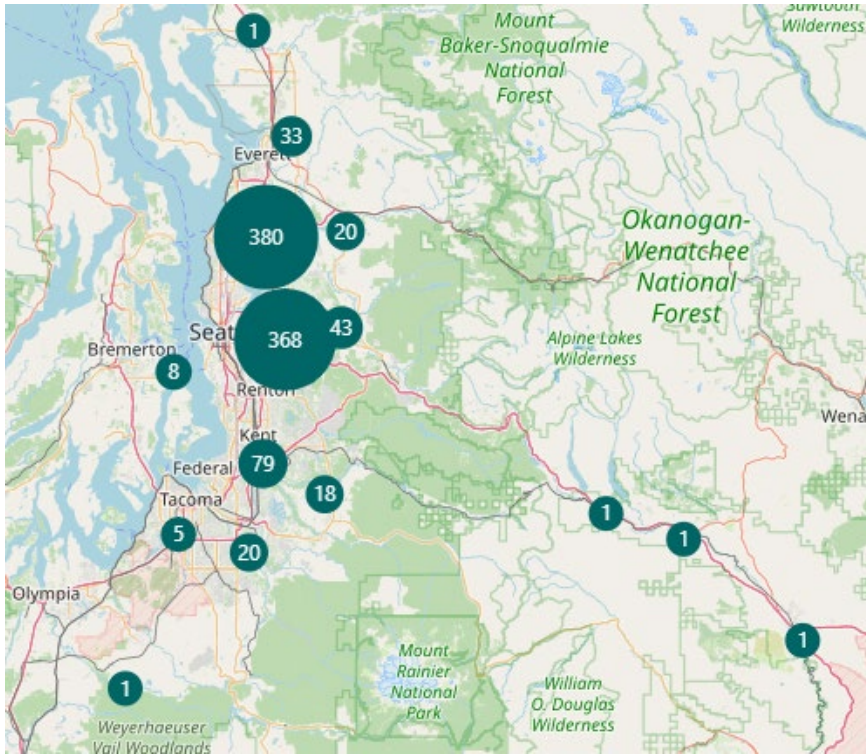 1
Mount
Baker-Snoqualmie
National
Forest
Sawtooth
Wilderness
33
Everett
380
20
Okanogan-
Wenatchee
National
Forest
Seat
368
43
Alpine Lakes
Wilderness
Bremerton
8
Renton
Wena
Kent
79
Federal
18
Tacoma
5
20
1
1
Olympia
1
Mount
Rainier
National
Park
1
William
O. Douglas
Wilderness
Weyerhaeuser
Vail Woodlands